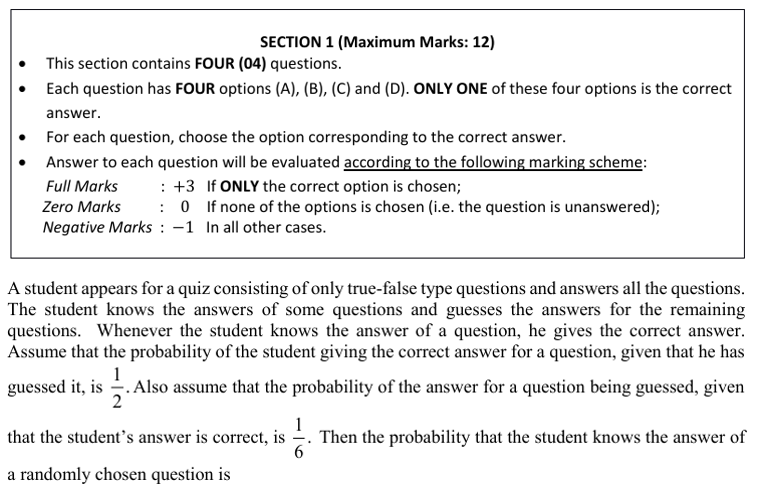 SECTION 1 (Maximum Marks: 12)
• This section contains FOUR (04) questions.
• Each question has FOUR options (A), (B), (C) and (D). ONLY ONE of these four options is the correct
answer.
• For each question, choose the option corresponding to the correct answer.
• Answer to each question will be evaluated according to the following marking scheme:
Full Marks : +3 If ONLY the correct option is chosen;
Zero Marks : 0 If none of the options is chosen (i.e. the question is unanswered);
Negative Marks : −1 In all other cases.
A student appears for a quiz consisting of only true-false type questions and answers all the questions.
The student knows the answers of some questions and guesses the answers for the remaining
questions. Whenever the student knows the answer of a question, he gives the correct answer.
Assume that the probability of the student giving the correct answer for a question, given that he has
guessed it, is 1/2. Also assume that the probability of the answer for a question being guessed, given
that the student’s answer is correct, is 1/6. Then the probability that the student knows the answer of
a randomly chosen question is